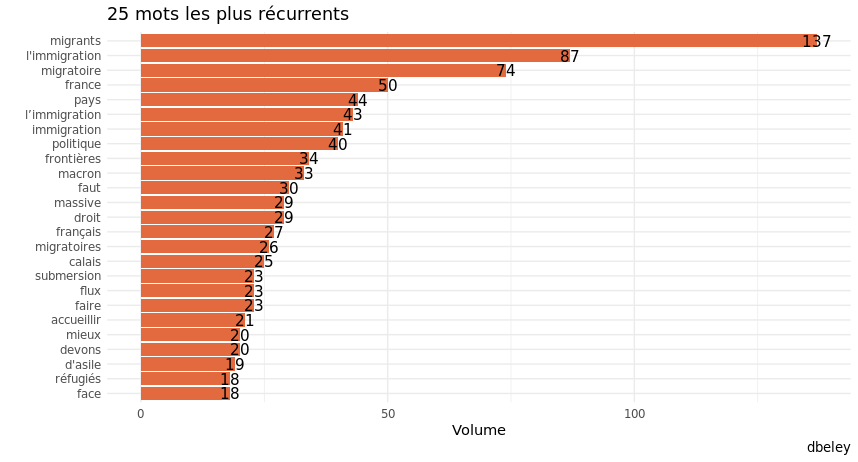 25 mots les plus récurrents
migrants 137
l'immigration 87
migratoire 74
france 50
pays 44
l’immigration 43
immigration 41
politique 40
frontières 34
macron 33
faut 30
massive 29
droit 29
français 27
migratoires 26
calais 25
submersion 23
flux 23
faire 23
accueillir 21
mieux 20
devons 20
d'asile 19
réfugiés 18
face 18
0 50 100
Volume
dbeley